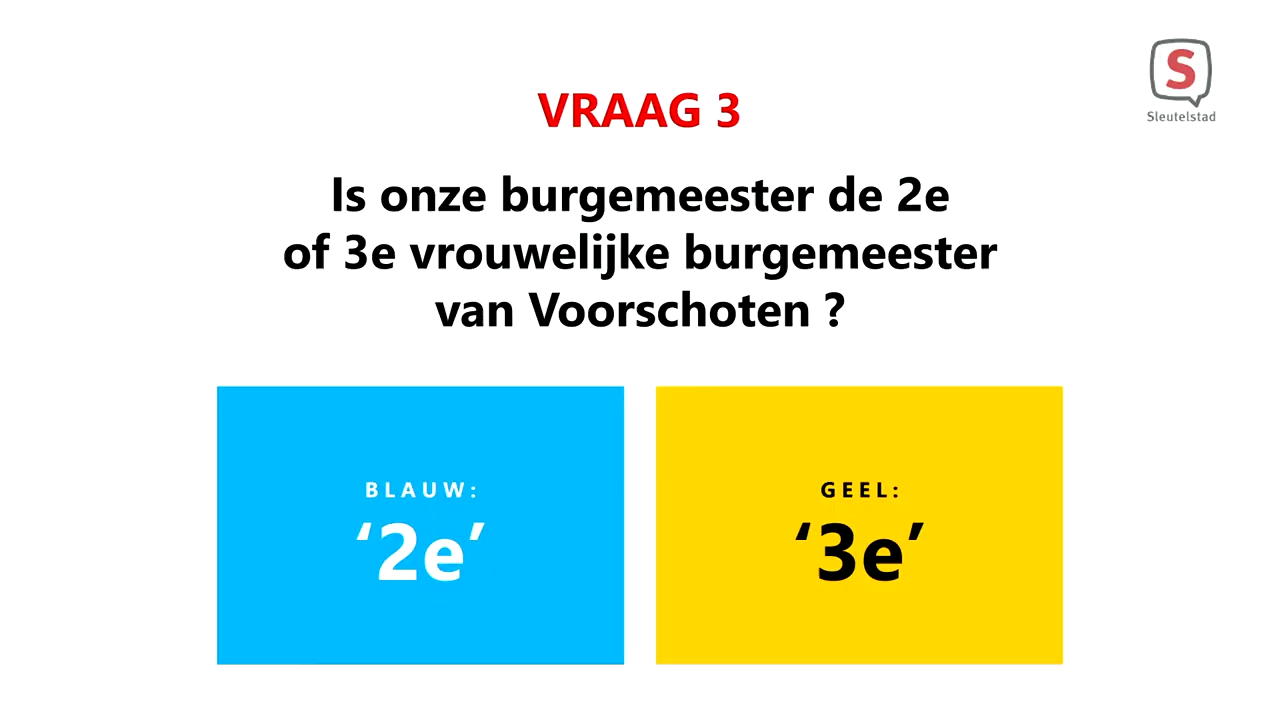 S
Sleutelstad
VRAAG 3
Is onze burgemeester de 2e
of 3e vrouwelijke burgemeester
van Voorschoten ?
BLAUW:
‘2e’
GEEL:
‘3e’